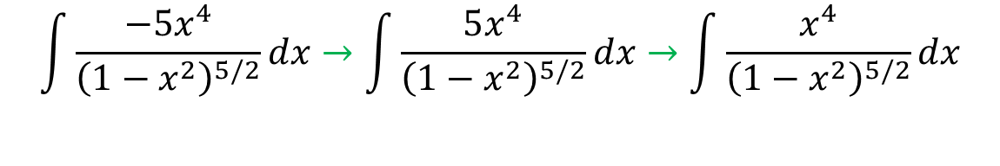 ∫ −5x⁴/(1 − x²)^{5/2} dx → ∫ 5x⁴/(1 − x²)^{5/2} dx → ∫ x⁴/(1 − x²)^{5/2} dx